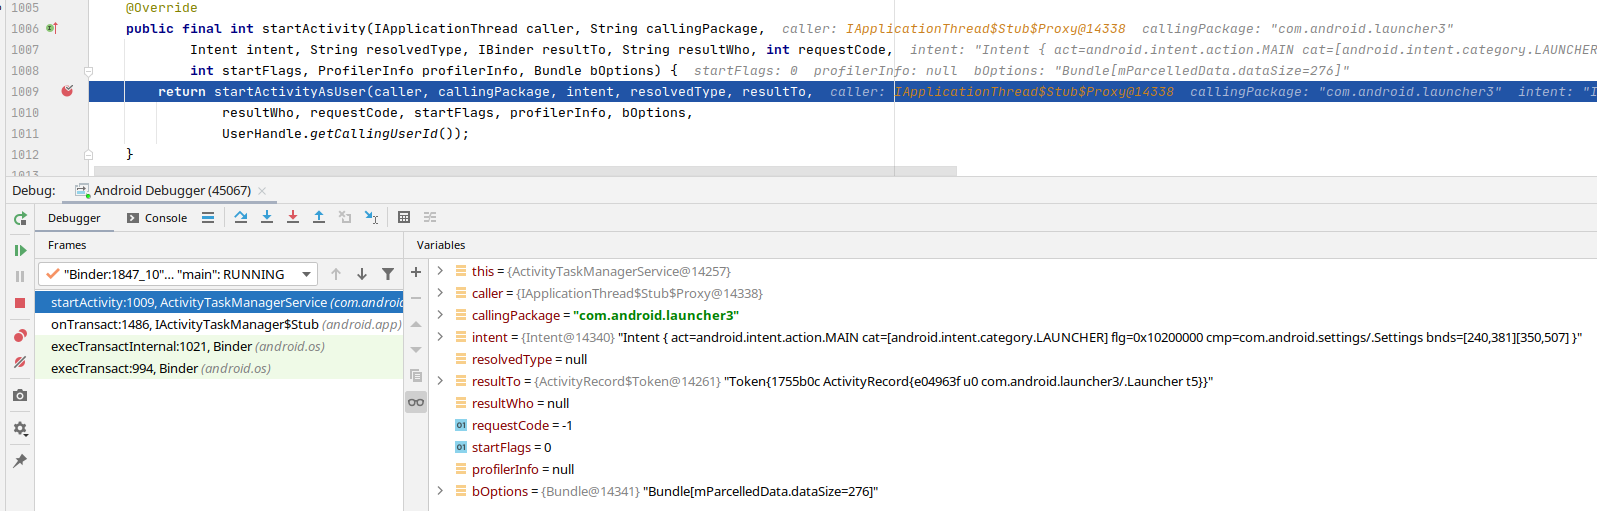 1005 @Override
1006 public final int startActivity(IApplicationThread caller, String callingPackage, caller: IApplicationThread$Stub$Proxy@14338 callingPackage: "com.android.launcher3"
1007 Intent intent, String resolvedType, IBinder resultTo, String resultWho, int requestCode, intent: "Intent { act=android.intent.action.MAIN cat=[android.intent.category.LAUNCHER
1008 int startFlags, ProfilerInfo profilerInfo, Bundle bOptions) { startFlags: 0 profilerInfo: null bOptions: "Bundle[mParcelledData.dataSize=276]"
1009 return startActivityAsUser(caller, callingPackage, intent, resolvedType, resultTo, caller: IApplicationThread$Stub$Proxy@14338 callingPackage: "com.android.launcher3" intent: "I
1010 resultWho, requestCode, startFlags, profilerInfo, bOptions,
1011 UserHandle.getCallingUserId());
1012 }
1013
Debug: Android Debugger (45067)
Debugger Console
Frames Variables
"Binder:1847_10"... "main": RUNNING
startActivity:1009, ActivityTaskManagerService (com.android
onTransact:1486, IActivityTaskManager$Stub (android.app)
execTransactInternal:1021, Binder (android.os)
execTransact:994, Binder (android.os)
this = {ActivityTaskManagerService@14257}
caller = {IApplicationThread$Stub$Proxy@14338}
callingPackage = "com.android.launcher3"
intent = {Intent@14340} "Intent { act=android.intent.action.MAIN cat=[android.intent.category.LAUNCHER] flg=0x10200000 cmp=com.android.settings/.Settings bnds=[240,381][350,507] }"
resolvedType = null
resultTo = {ActivityRecord$Token@14261} "Token{1755b0c ActivityRecord{e04963f u0 com.android.launcher3/.Launcher t5}}"
resultWho = null
01 requestCode = -1
01 startFlags = 0
profilerInfo = null
bOptions = {Bundle@14341} "Bundle[mParcelledData.dataSize=276]"